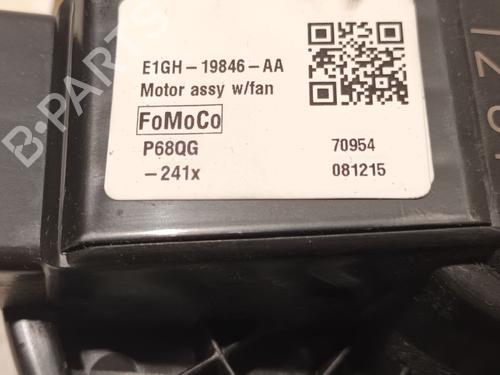 E1GH-19846-AA
Motor assy w/fan
FoMoCo
P68QG 70954
-241x 081215
B-PARTS